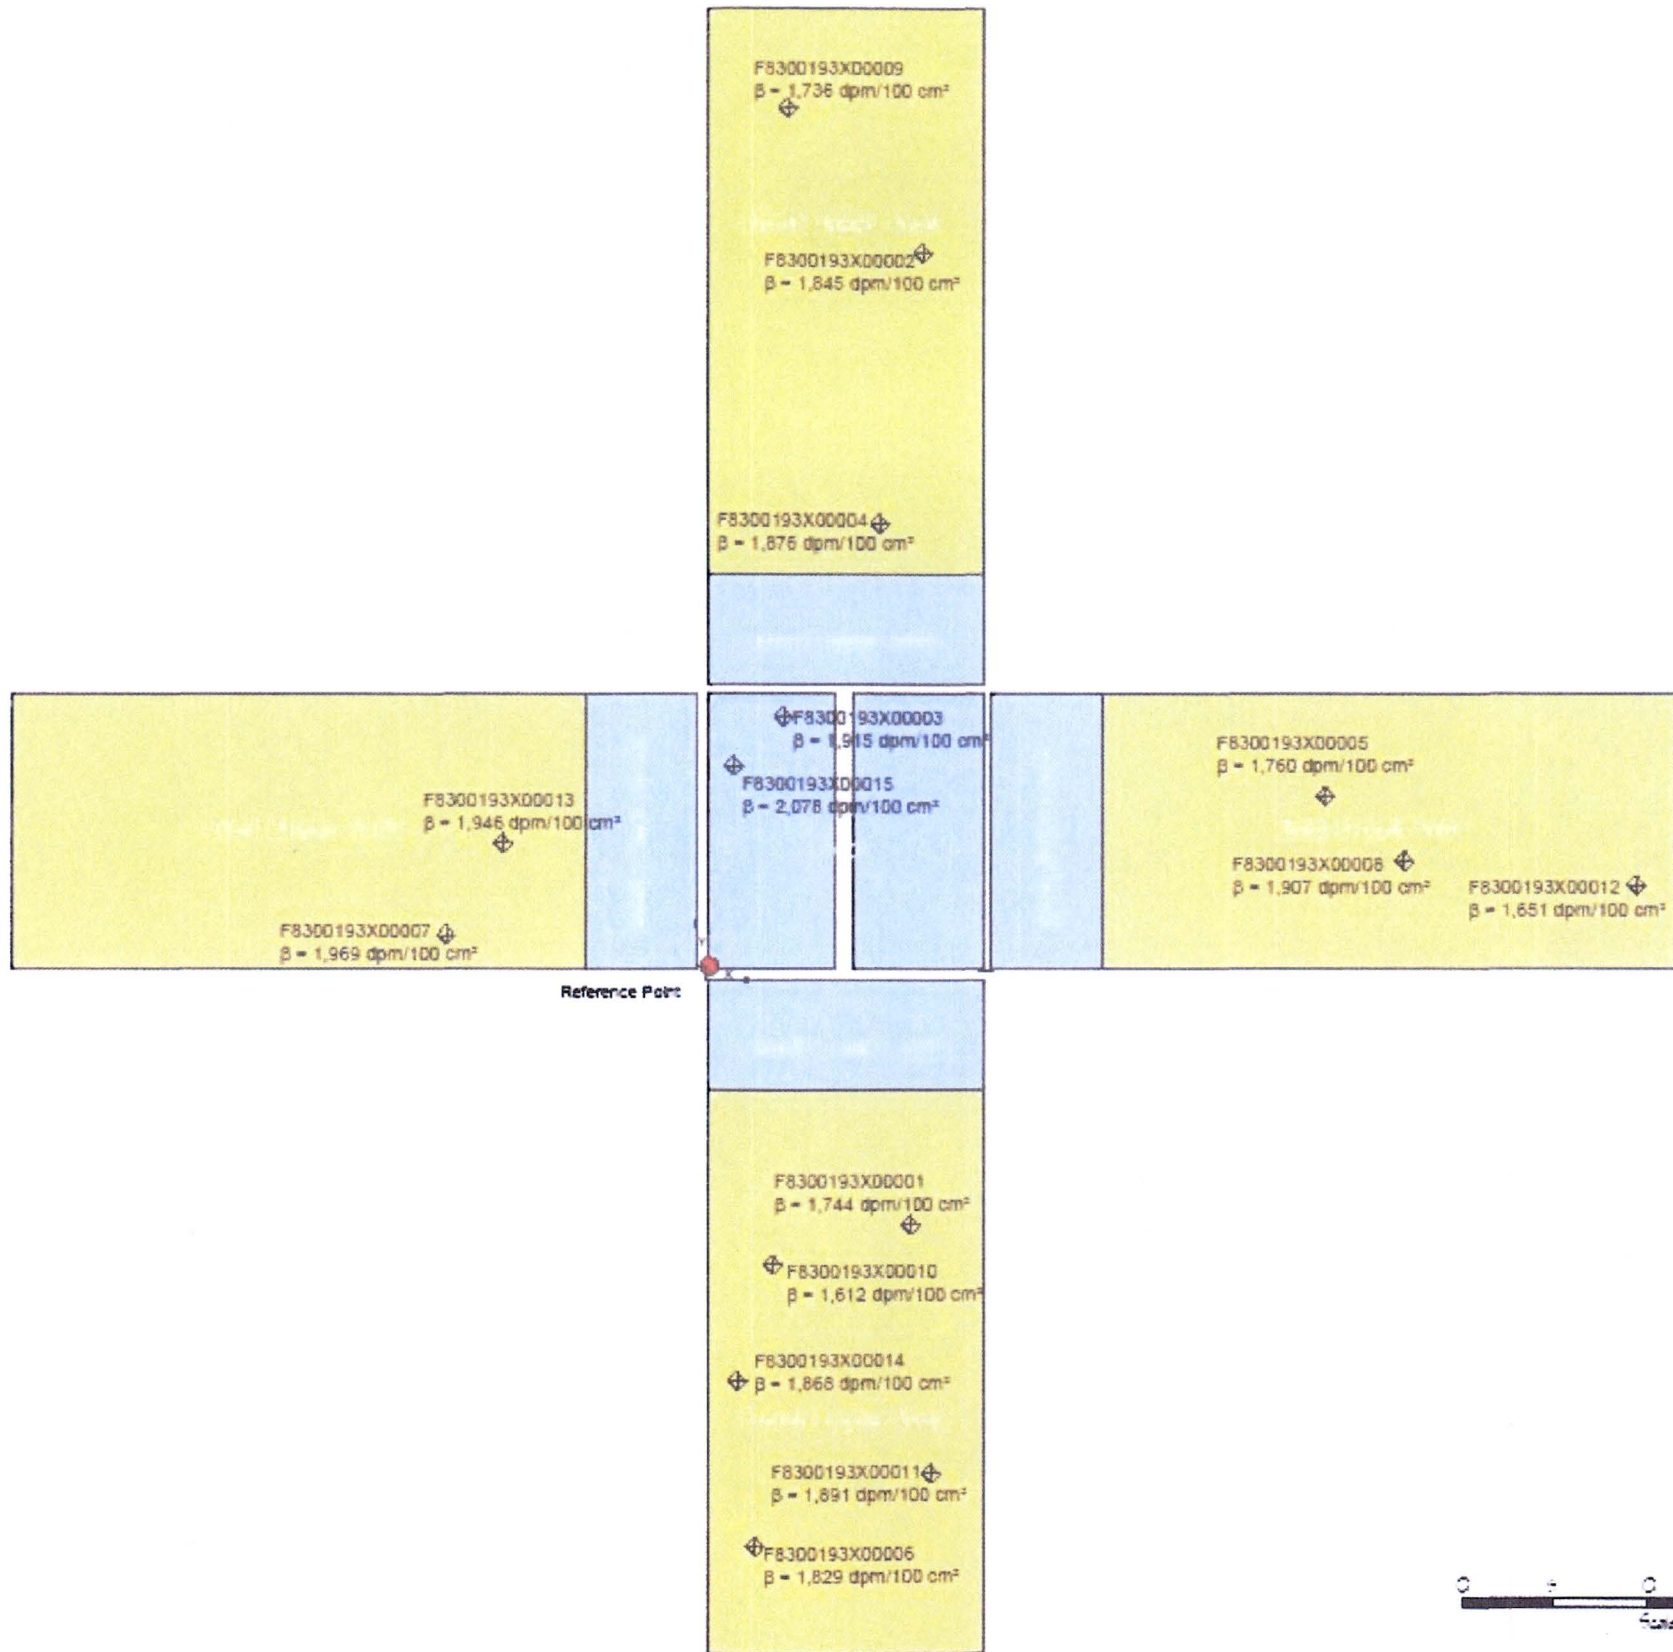 F8300193X00009
β = 1,736 dpm/100 cm²
F8300193X00002
β = 1,845 dpm/100 cm²
F8300193X00004
β = 1,876 dpm/100 cm²
F8300193X00003
β = 1,915 dpm/100 cm²
F8300193X00015
β = 2,078 dpm/100 cm²
F8300193X00013
β = 1,946 dpm/100 cm²
F8300193X00007
β = 1,969 dpm/100 cm²
F8300193X00005
β = 1,760 dpm/100 cm²
F8300193X00008
β = 1,907 dpm/100 cm²
F8300193X00012
β = 1,651 dpm/100 cm²
Y
X
Reference Point
F8300193X00001
β = 1,744 dpm/100 cm²
F8300193X00010
β = 1,612 dpm/100 cm²
F8300193X00014
β = 1,868 dpm/100 cm²
F8300193X00011
β = 1,891 dpm/100 cm²
F8300193X00006
β = 1,829 dpm/100 cm²